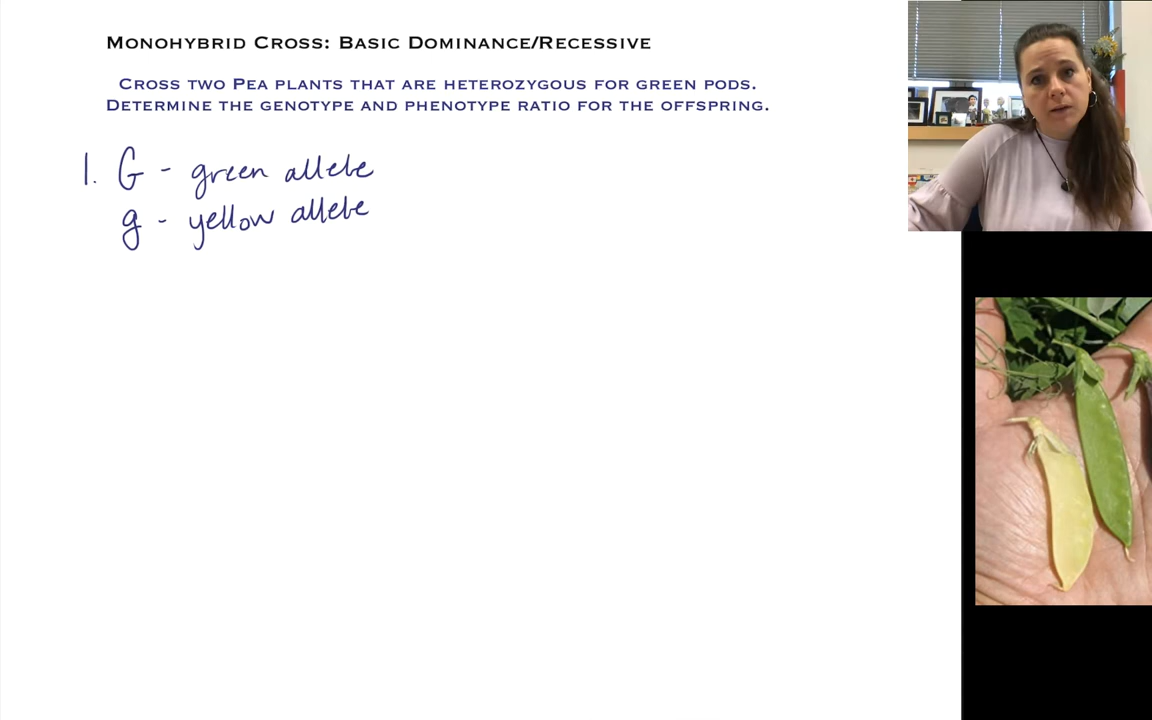 MONOHYBRID CROSS: BASIC DOMINANCE/RECESSIVE
CROSS TWO PEA PLANTS THAT ARE HETEROZYGOUS FOR GREEN PODS.
DETERMINE THE GENOTYPE AND PHENOTYPE RATIO FOR THE OFFSPRING.
1. G - green allele
g - yellow allele